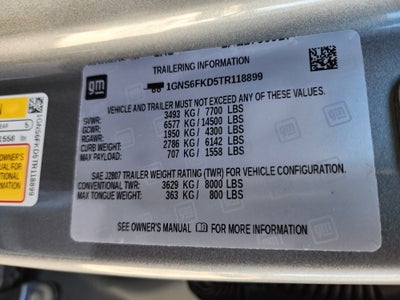 TRAILERING INFORMATION
1GNS6FKD5TR118899
gm
VEHICLE AND TRAILER MUST NOT EXCEED ANY OF THESE VALUES:
GVWR: 3493 KG/ 7700 LBS
GCWR: 6577 KG/14500 LBS
RGAWR: 1950 KG/ 4300 LBS
CURB WEIGHT: 2786 KG/ 6142 LBS
MAX PAYLOAD: 707 KG/ 1558 LBS
SAE J2807 TRAILER WEIGHT RATING (TWR) FOR VEHICLE CONFIGURATION.
CONVENTIONAL TWR: 3629 KG/ 8000 LBS
MAX TONGUE WEIGHT: 363 KG/ 800 LBS
SEE OWNER'S MANUAL FOR MORE INFORMATION
1GNS6FKD5TR118899